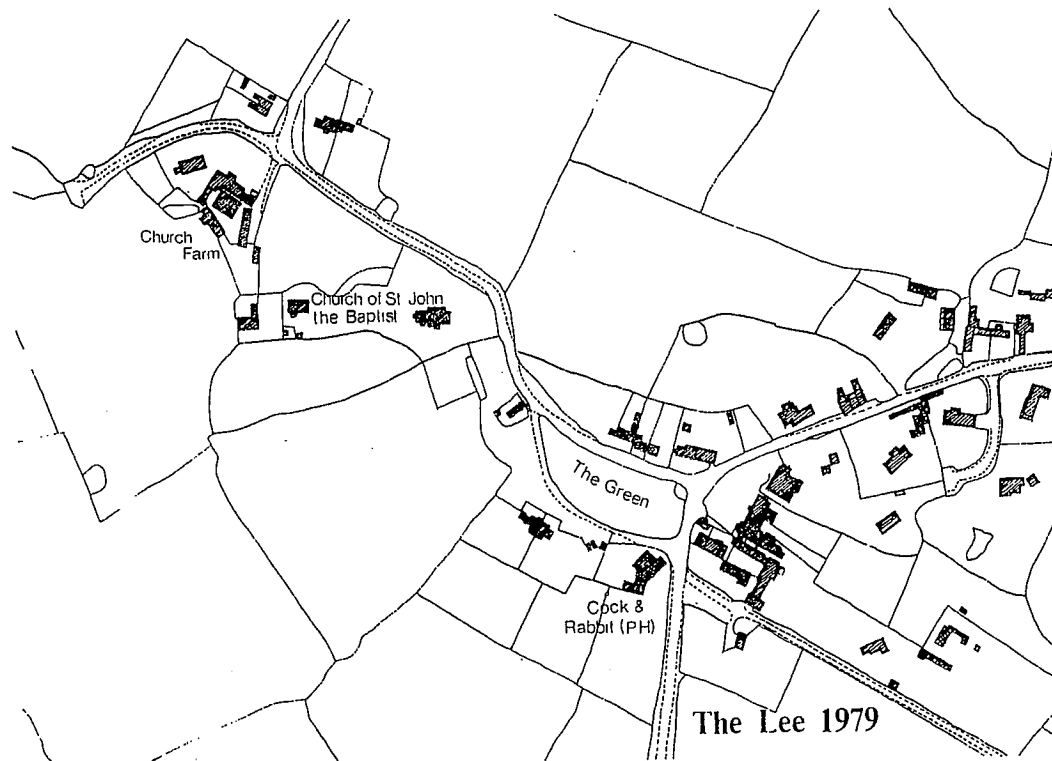 Church
Farm
Church of St John
the Baptist
The Green
Cock &
Rabbit (PH)
The Lee 1979